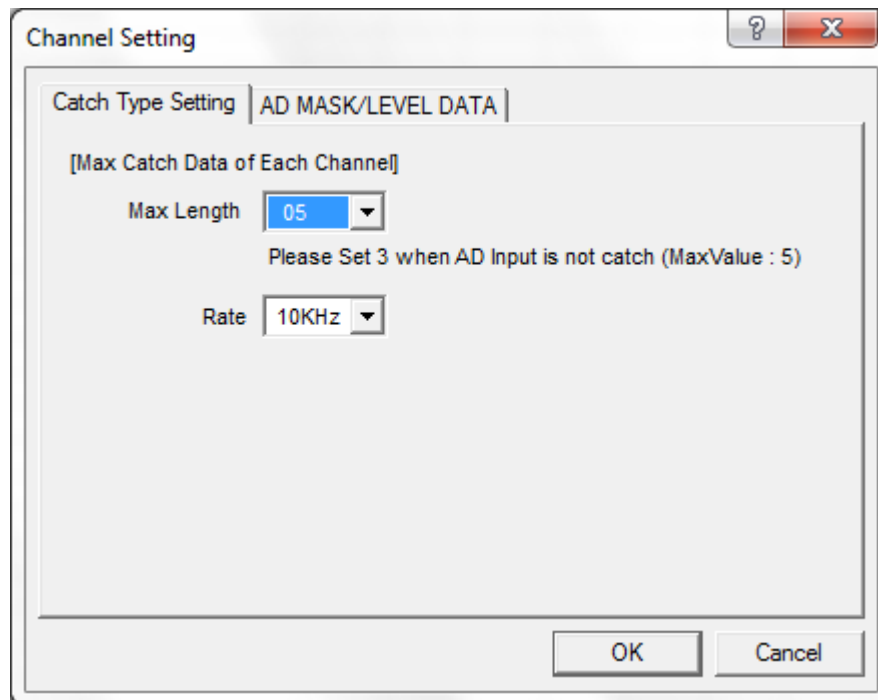 Channel Setting
Catch Type Setting
AD MASK/LEVEL DATA
[Max Catch Data of Each Channel]
Max Length 05
Please Set 3 when AD Input is not catch (MaxValue : 5)
Rate 10KHz
OK Cancel